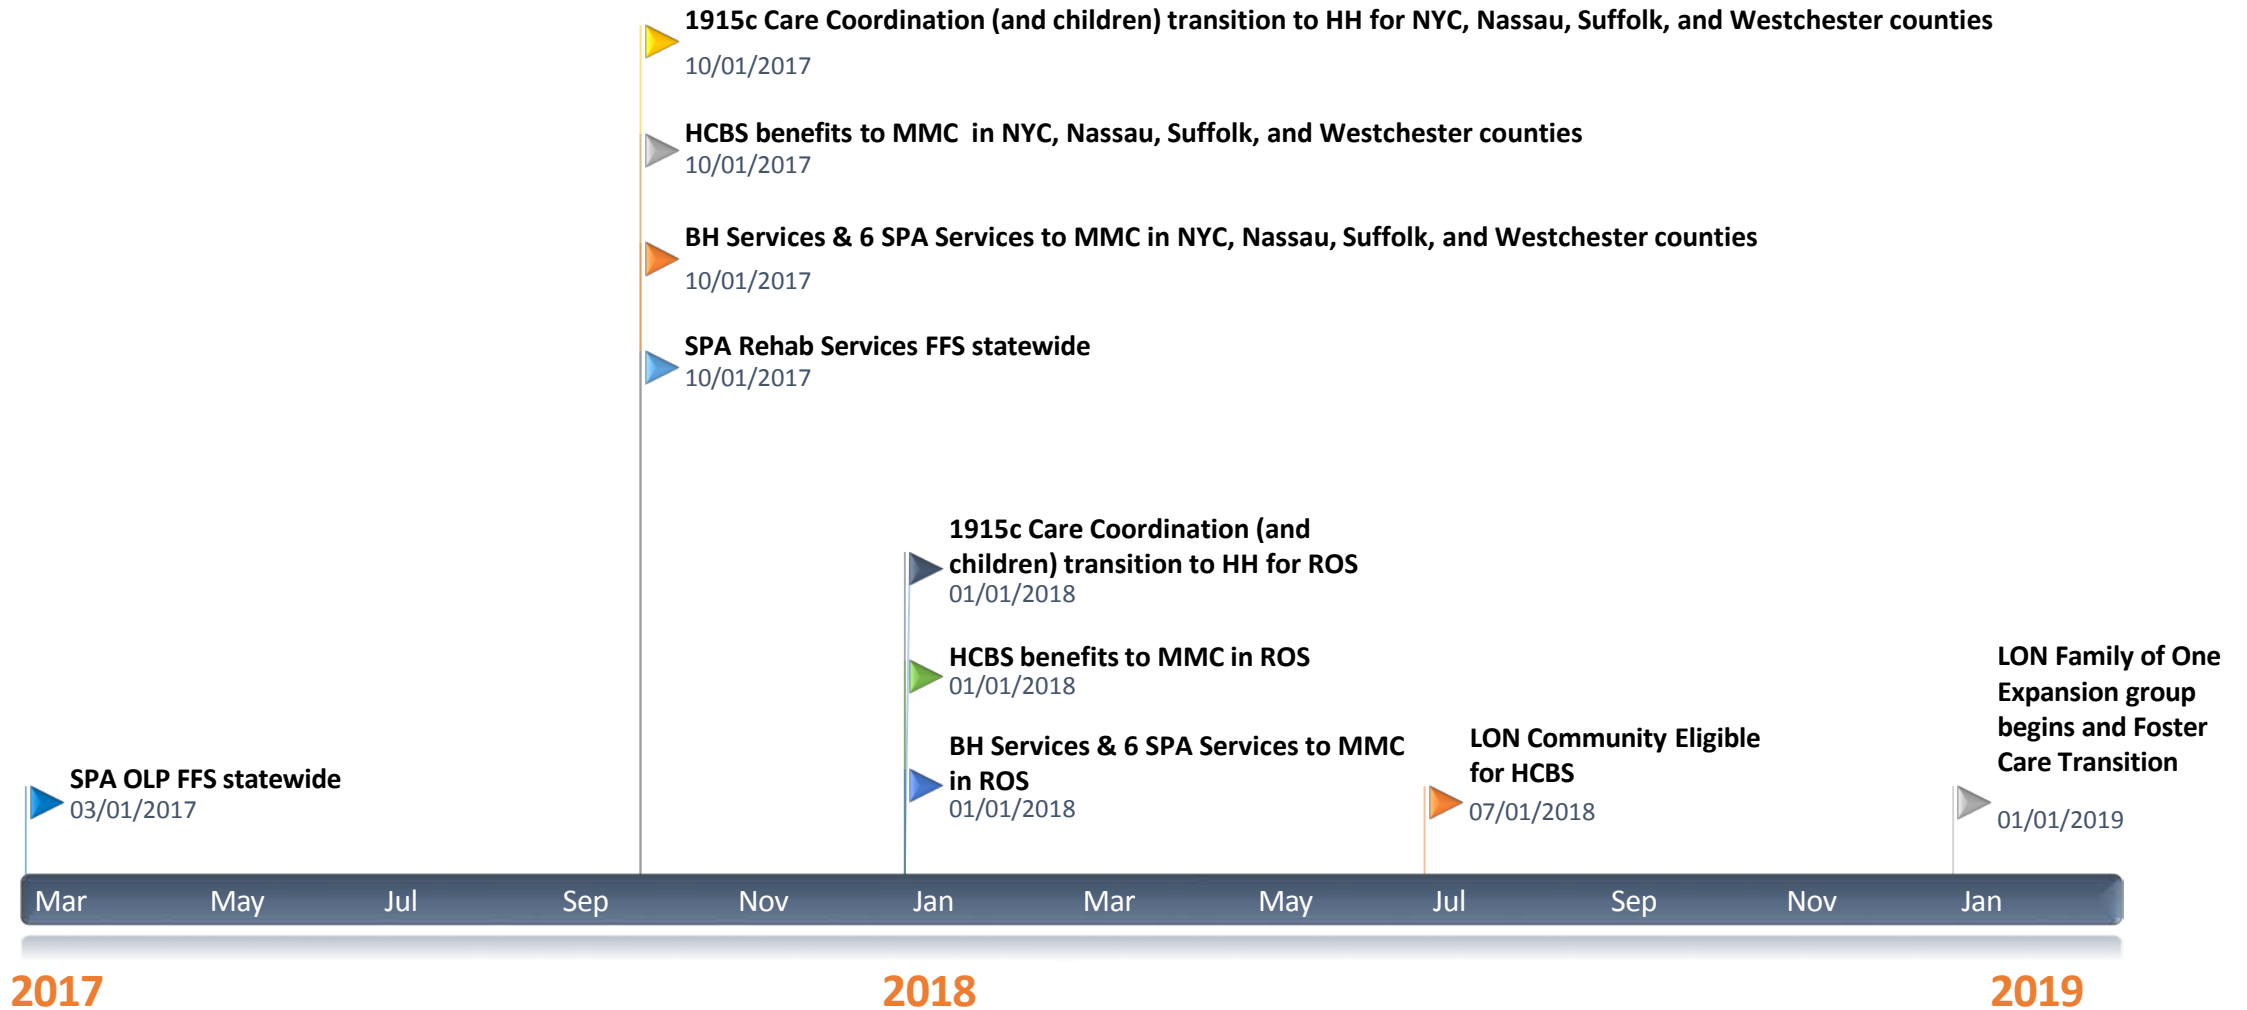 1915c Care Coordination (and children) transition to HH for NYC, Nassau, Suffolk, and Westchester counties
10/01/2017
HCBS benefits to MMC in NYC, Nassau, Suffolk, and Westchester counties
10/01/2017
BH Services & 6 SPA Services to MMC in NYC, Nassau, Suffolk, and Westchester counties
10/01/2017
SPA Rehab Services FFS statewide
10/01/2017
1915c Care Coordination (and
children) transition to HH for ROS
01/01/2018
HCBS benefits to MMC in ROS
01/01/2018
BH Services & 6 SPA Services to MMC
in ROS
01/01/2018
LON Community Eligible
for HCBS
07/01/2018
LON Family of One
Expansion group
begins and Foster
Care Transition
01/01/2019
SPA OLP FFS statewide
03/01/2017
Mar May Jul Sep Nov Jan Mar May Jul Sep Nov Jan
2017 2018 2019